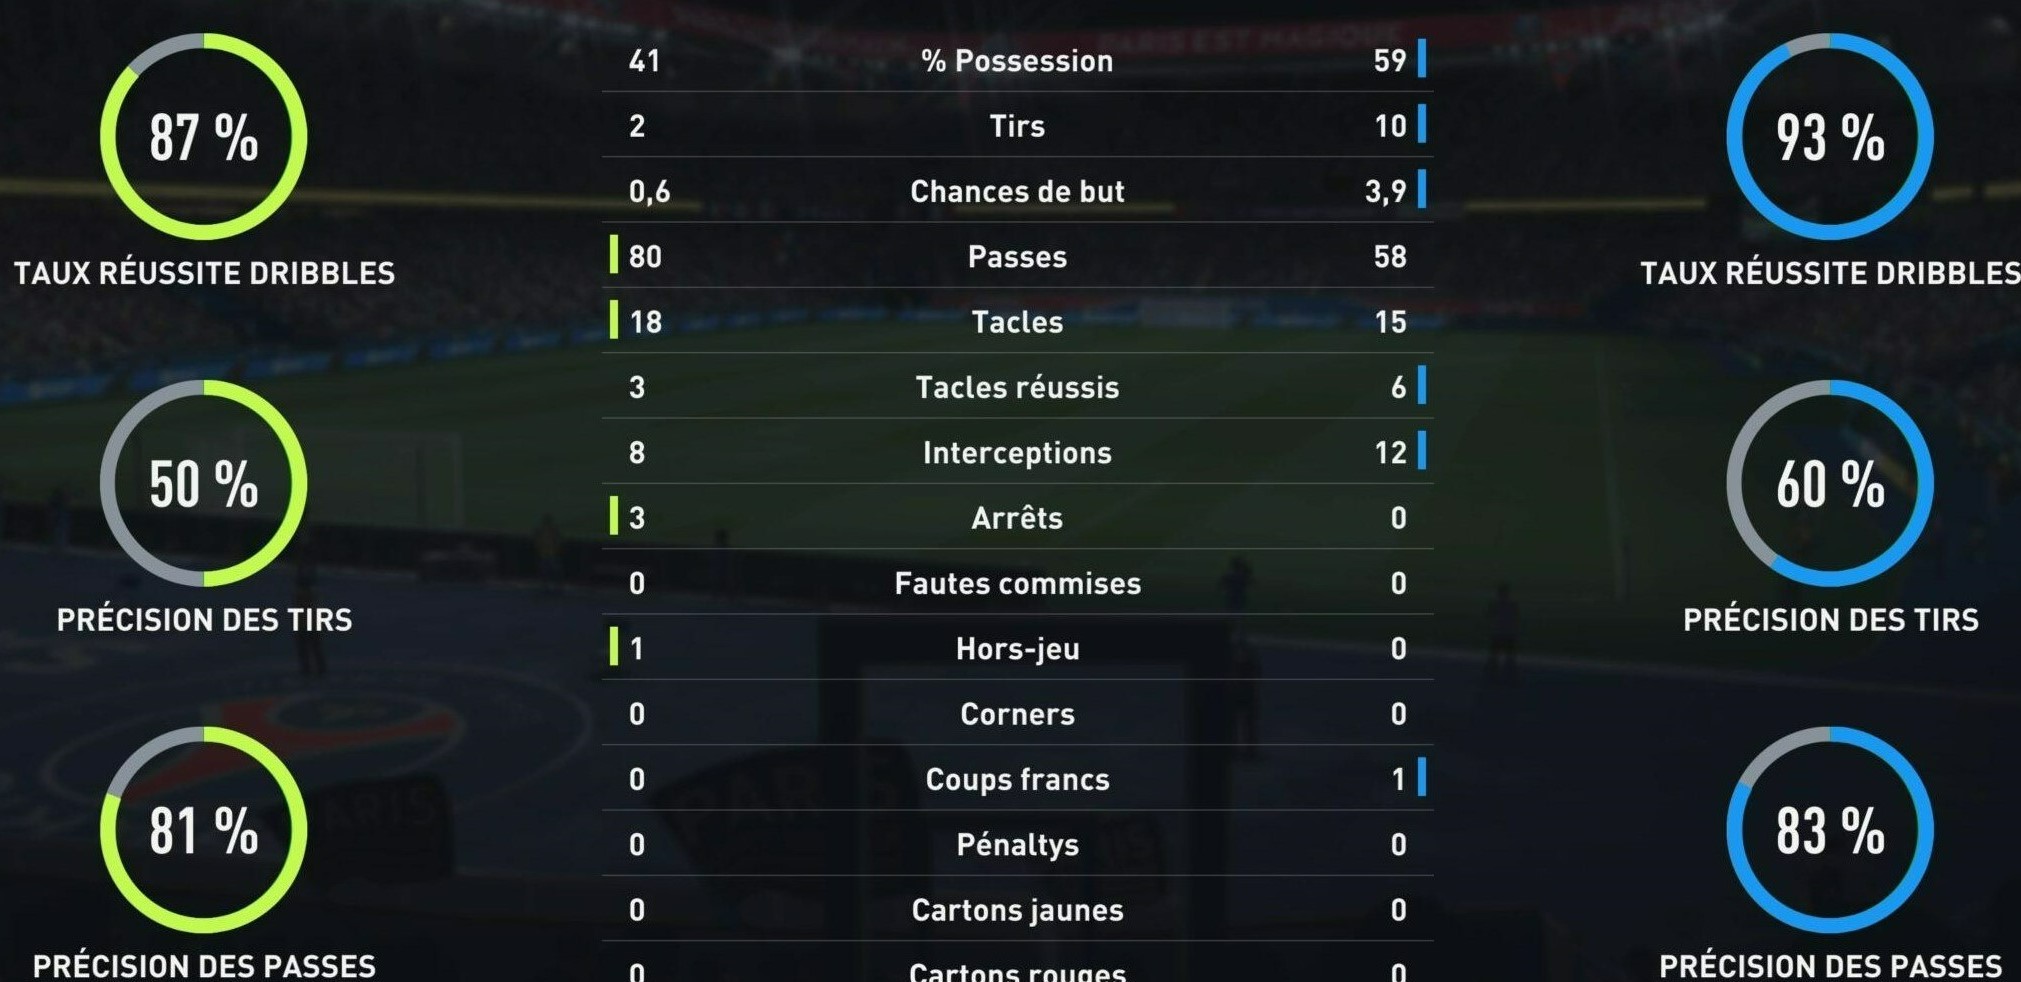 41 % Possession 59
2 Tirs 10
0,6 Chances de but 3,9
80 Passes 58
18 Tacles 15
3 Tacles réussis 6
8 Interceptions 12
3 Arrêts 0
0 Fautes commises 0
1 Hors-jeu 0
0 Corners 0
0 Coups francs 1
0 Pénaltys 0
0 Cartons jaunes 0
0 Cartons rouges 0
87 %
TAUX RÉUSSITE DRIBBLES
50 %
PRÉCISION DES TIRS
81 %
PRÉCISION DES PASSES
93 %
TAUX RÉUSSITE DRIBBLES
60 %
PRÉCISION DES TIRS
83 %
PRÉCISION DES PASSES
PARIS EST MAGIQUE